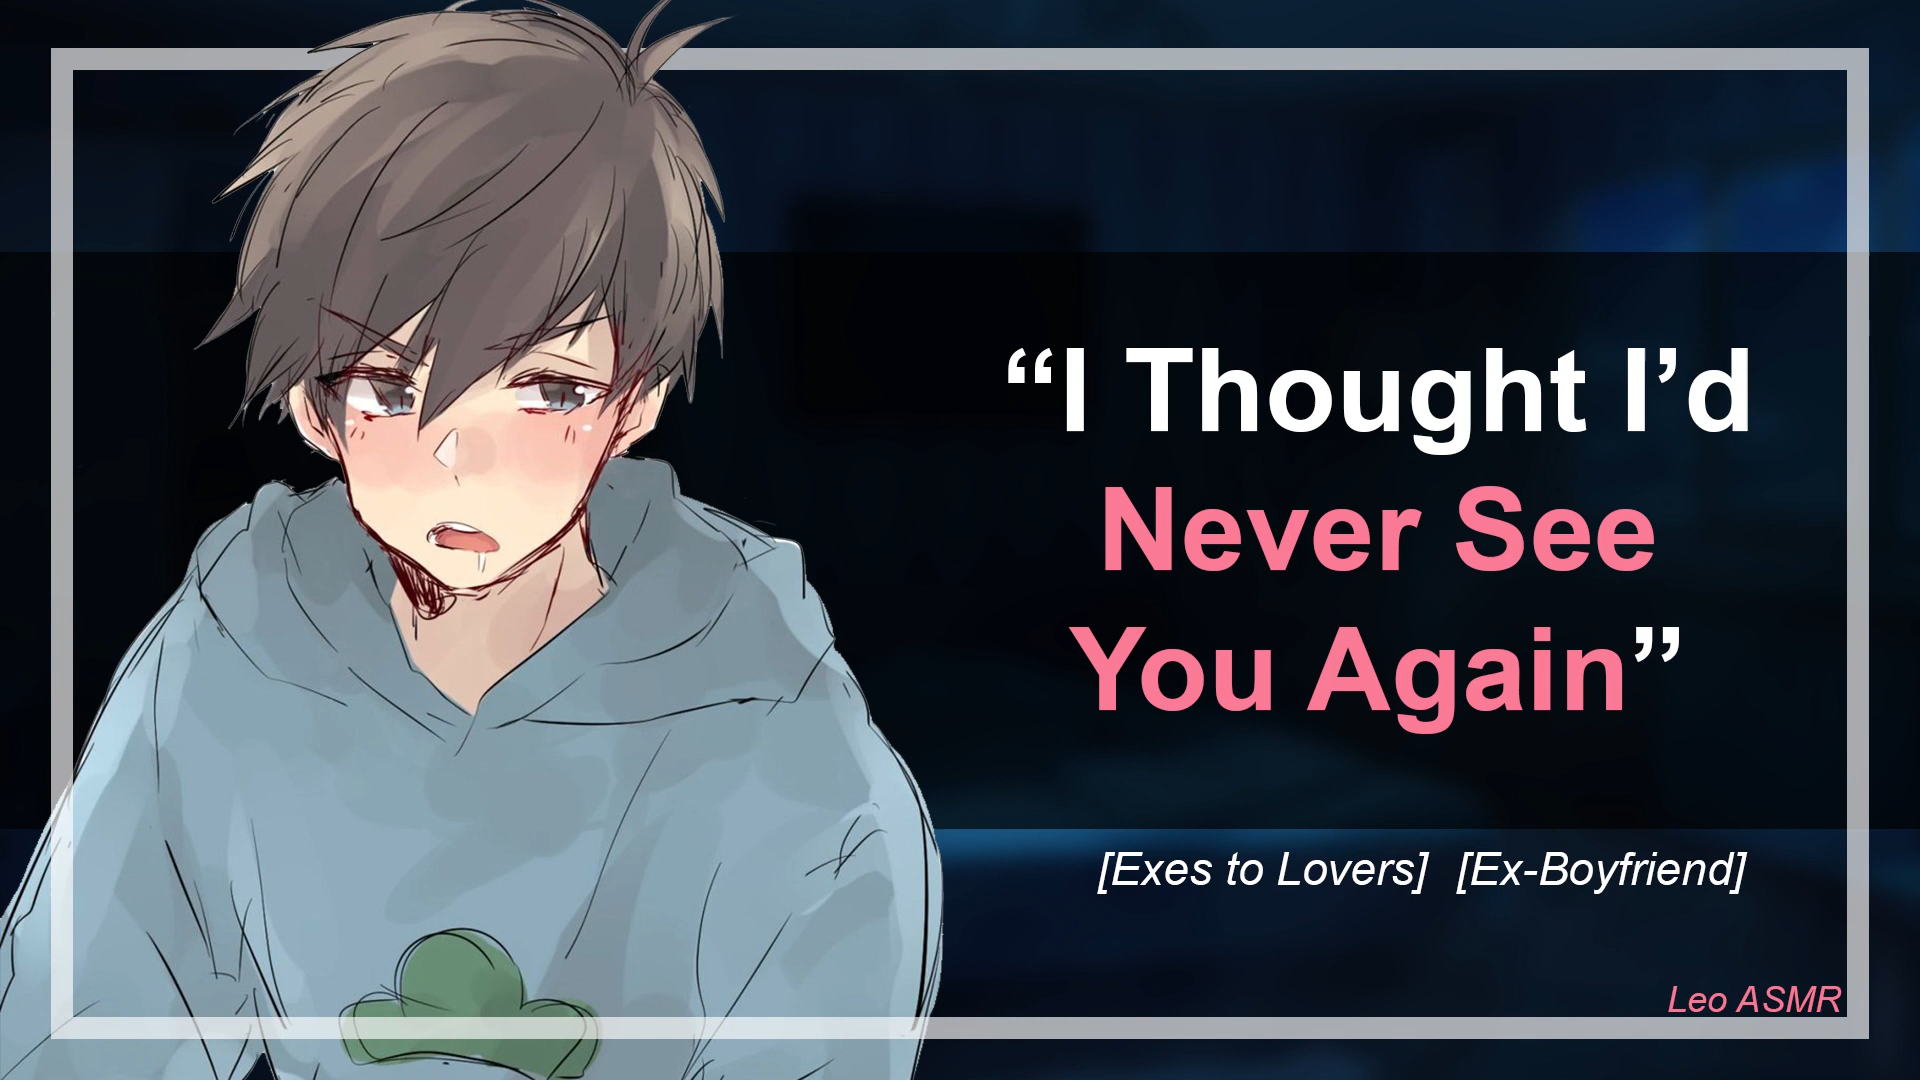 “I Thought I’d
Never See
You Again”
[Exes to Lovers] [Ex-Boyfriend]
Leo ASMR